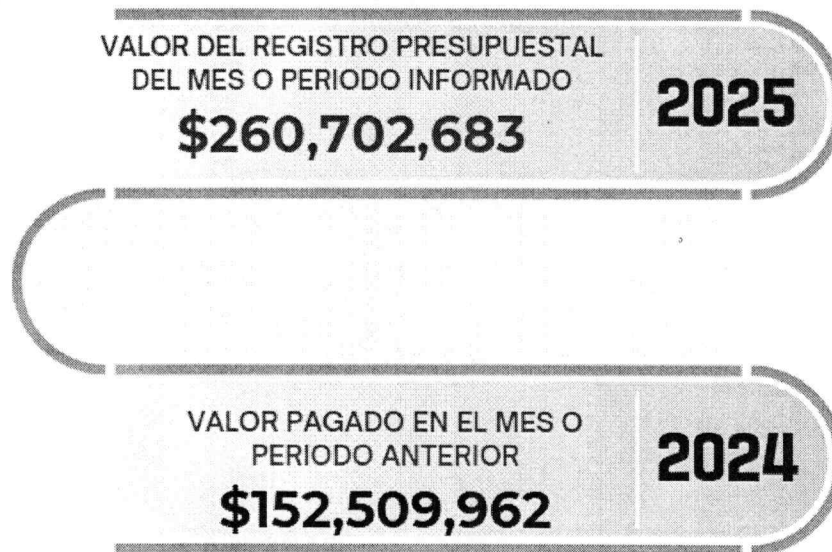 VALOR DEL REGISTRO PRESUPUESTAL
DEL MES O PERIODO INFORMADO
$260,702,683
2025
VALOR PAGADO EN EL MES O
PERIODO ANTERIOR
$152,509,962
2024